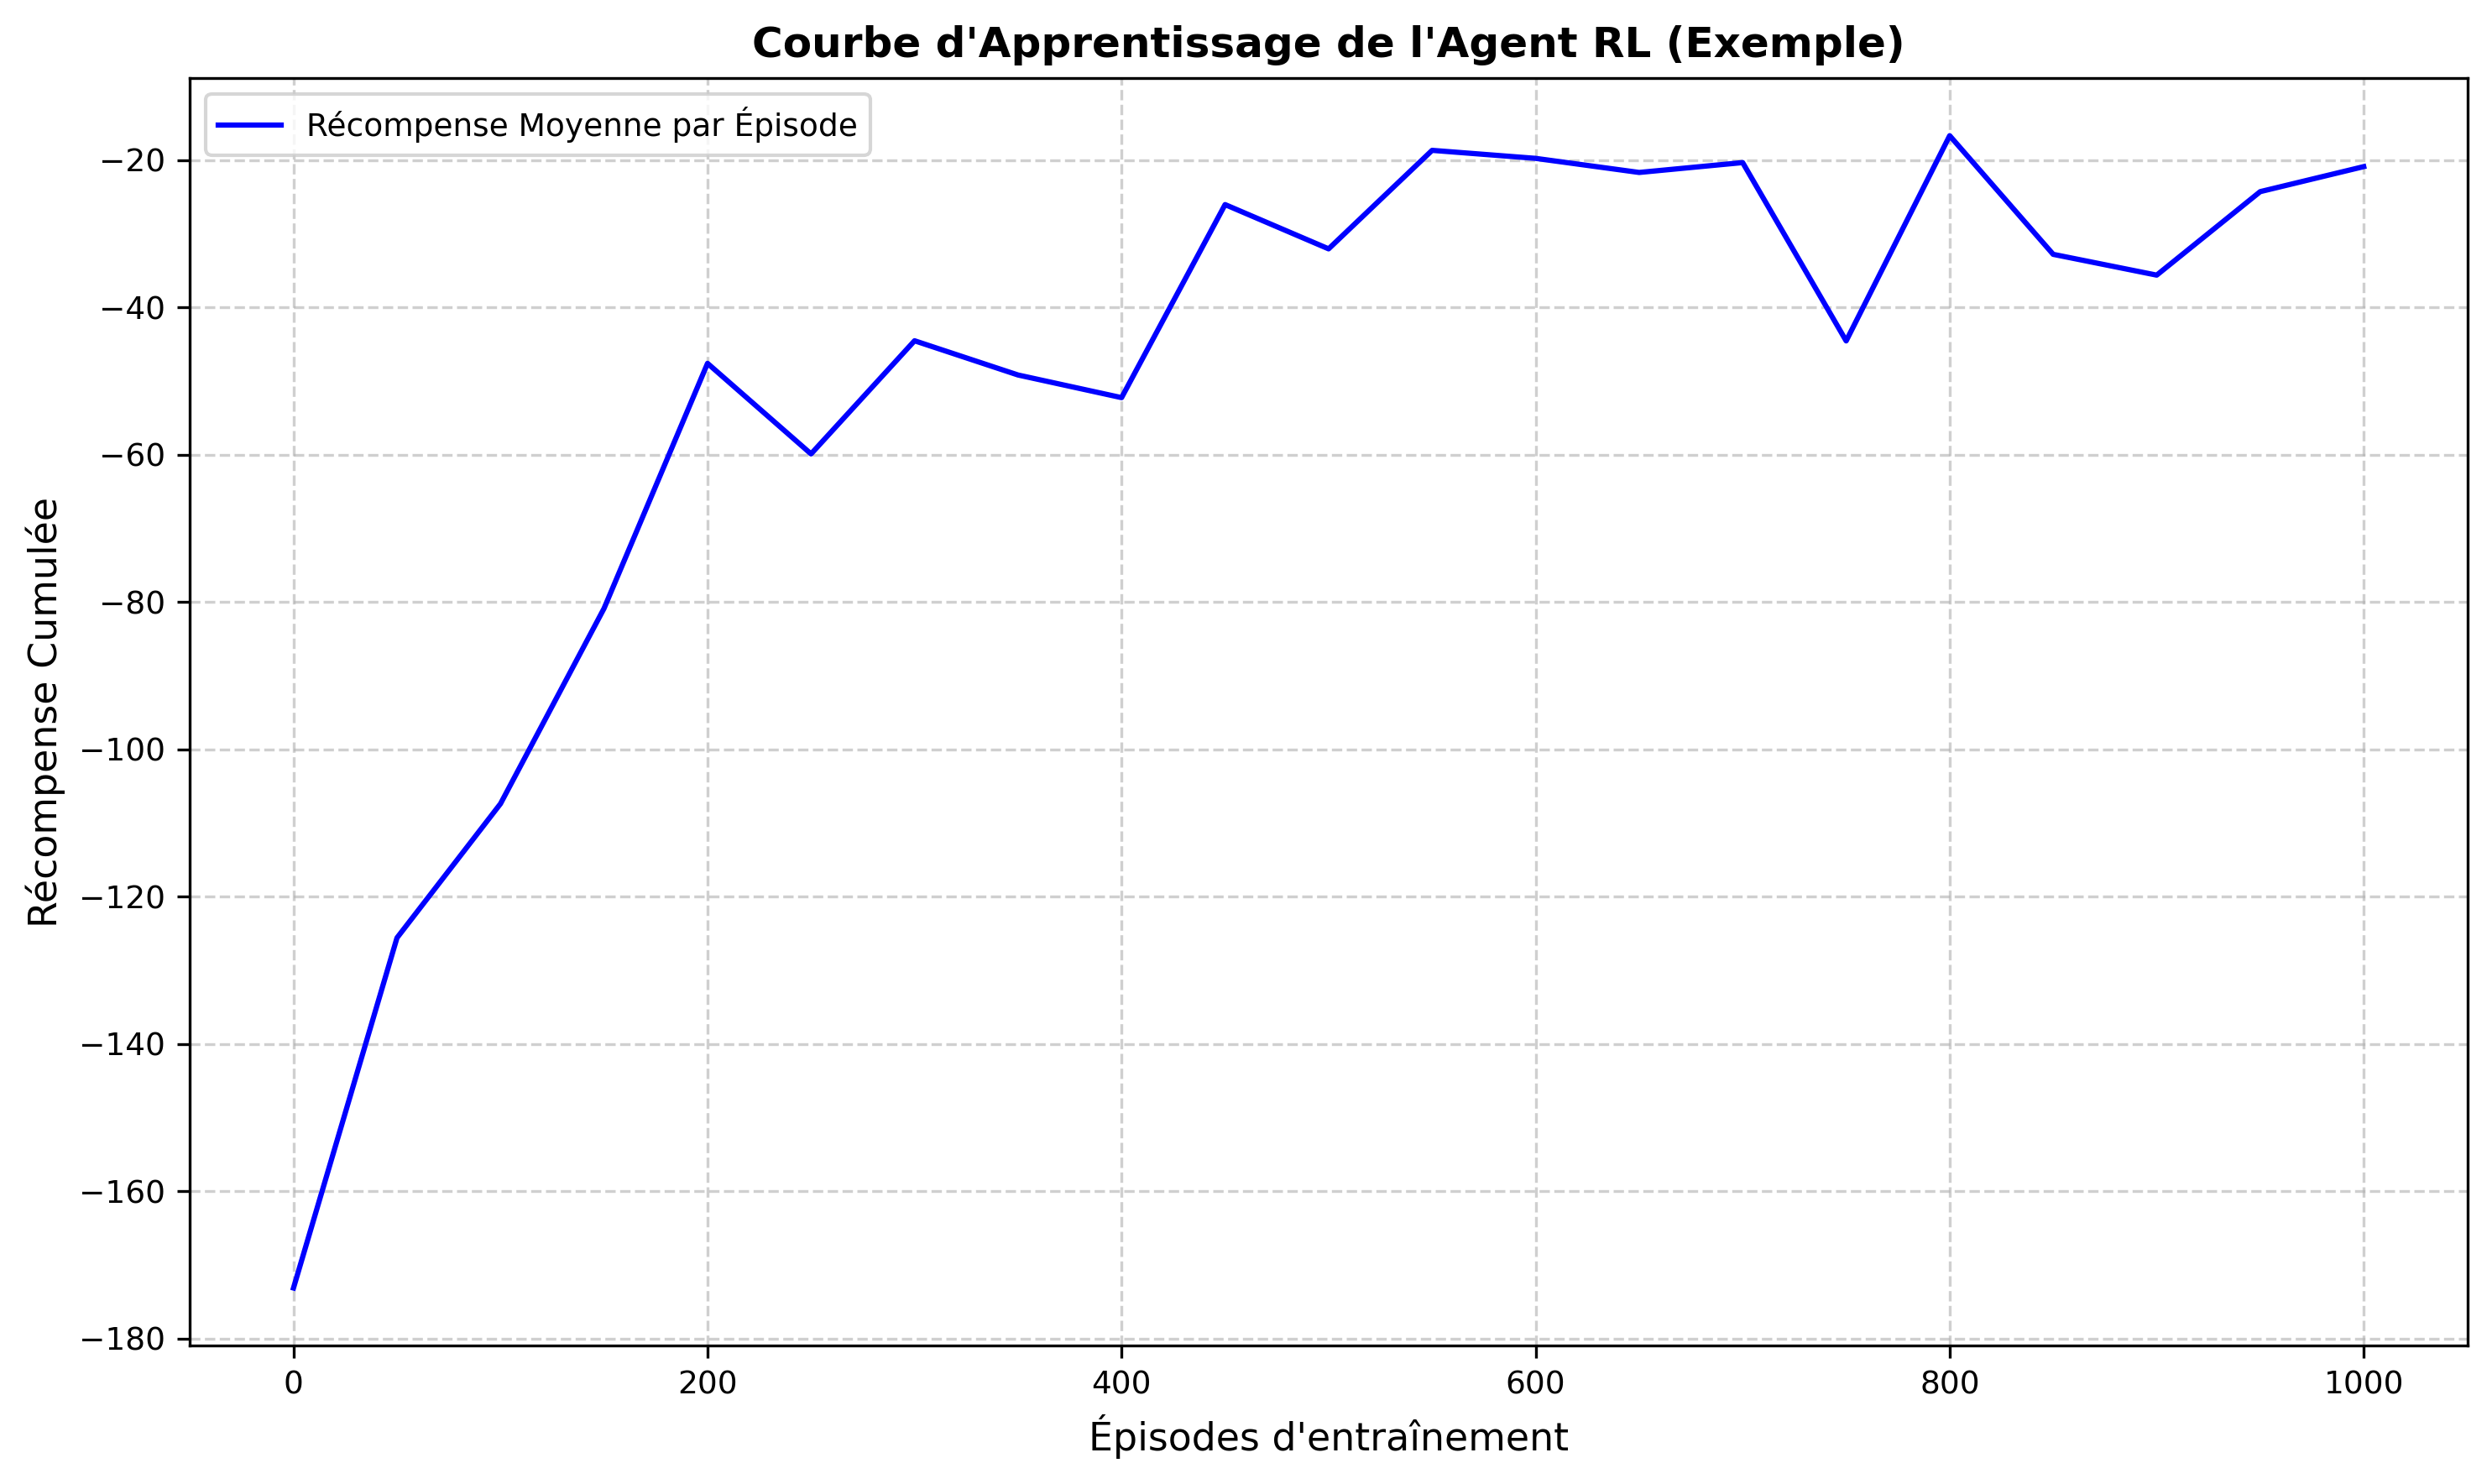 Courbe d'Apprentissage de l'Agent RL (Exemple)
Récompense Moyenne par Épisode
Récompense Cumulée
−20
−40
−60
−80
−100
−120
−140
−160
−180
0 200 400 600 800 1000
Épisodes d'entraînement